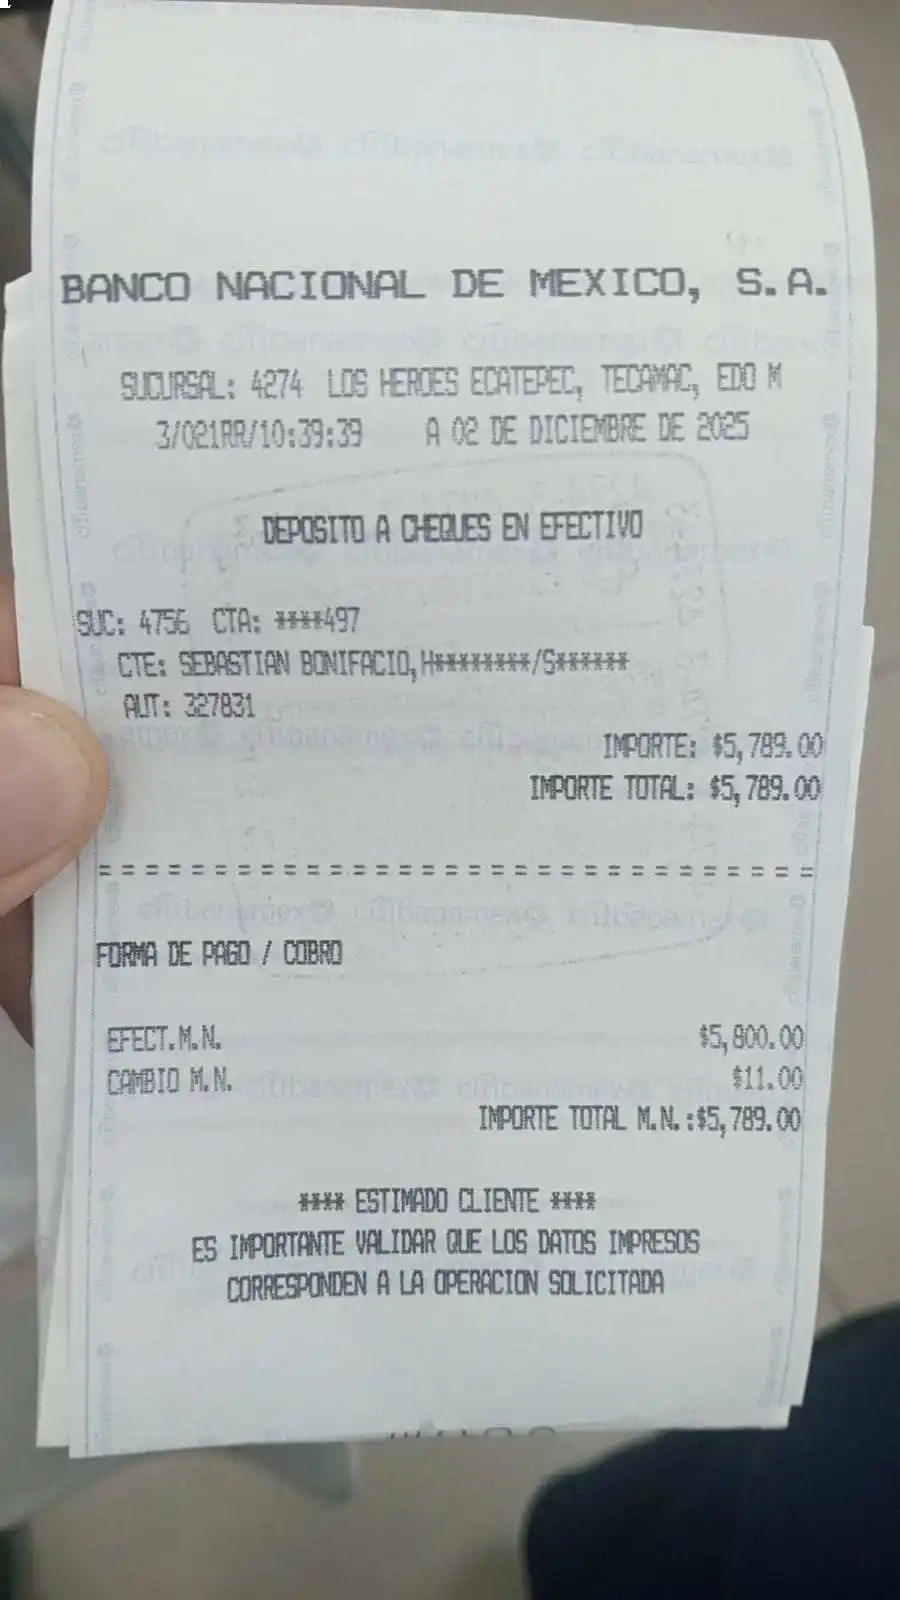 citibanamex citibanamex citibanamex
BANCO NACIONAL DE MEXICO, S.A.
SUCURSAL: 4274 LOS HEROES ECATEPEC, TECAMAC, EDO M
3/021RR/10:39:39 A 02 DE DICIEMBRE DE 2025
DEPOSITO A CHEQUES EN EFECTIVO
SUC: 4756 CTA: ****497
CTE: SEBASTIAN BONIFACIO,H********/S******
AUT: 327831
IMPORTE: $5,789.00
IMPORTE TOTAL: $5,789.00
================================
FORMA DE PAGO / COBRO
EFECT.M.N. $5,800.00
CAMBIO M.N. $11.00
IMPORTE TOTAL M.N.:$5,789.00
**** ESTIMADO CLIENTE ****
ES IMPORTANTE VALIDAR QUE LOS DATOS IMPRESOS
CORRESPONDEN A LA OPERACION SOLICITADA